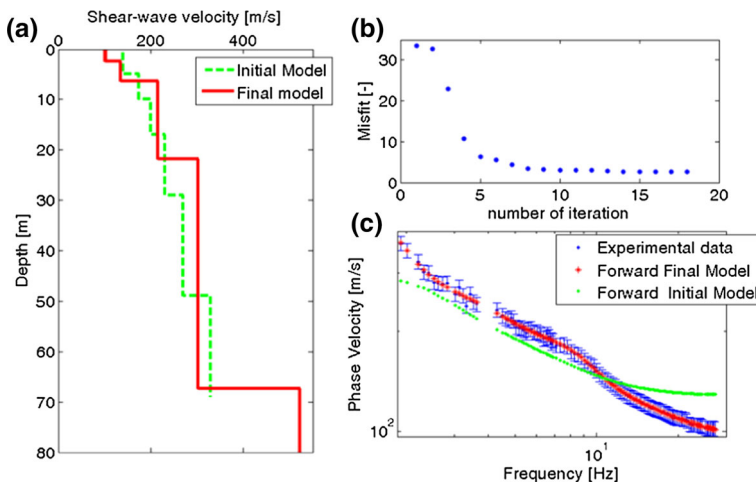 (a)
Shear-wave velocity [m/s]
0 200 400
0
10
20
30
40
50
60
70
80
Depth [m]
Initial Model
Final model
(b)
30
20
10
0
Misfit [-]
0 5 10 15 20
number of iteration
(c)
Experimental data
Forward Final Model
Forward Initial Model
Phase Velocity [m/s]
10²
10¹
Frequency [Hz]